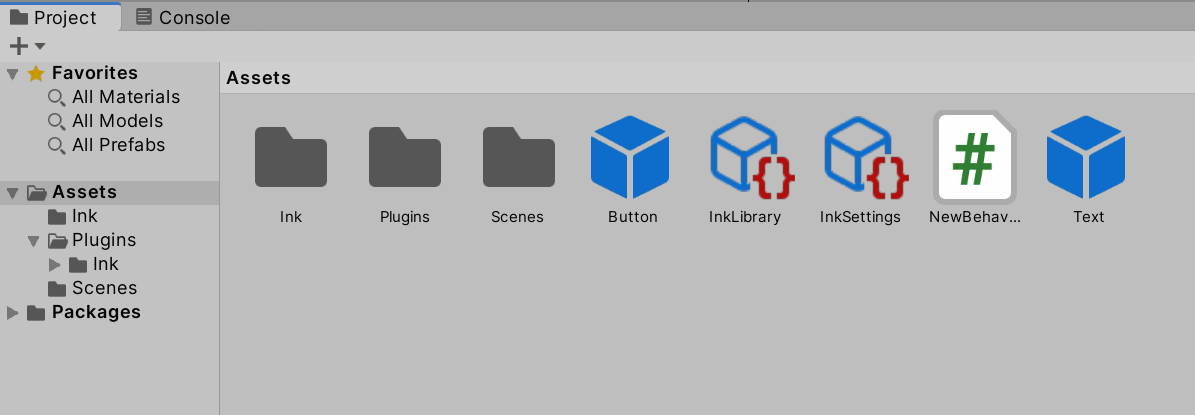 Project
Console
Favorites
All Materials
All Models
All Prefabs
Assets
Ink
Plugins
Ink
Scenes
Packages
Assets
Ink
Plugins
Scenes
Button
{}
InkLibrary
{}
InkSettings
#
NewBehav...
Text